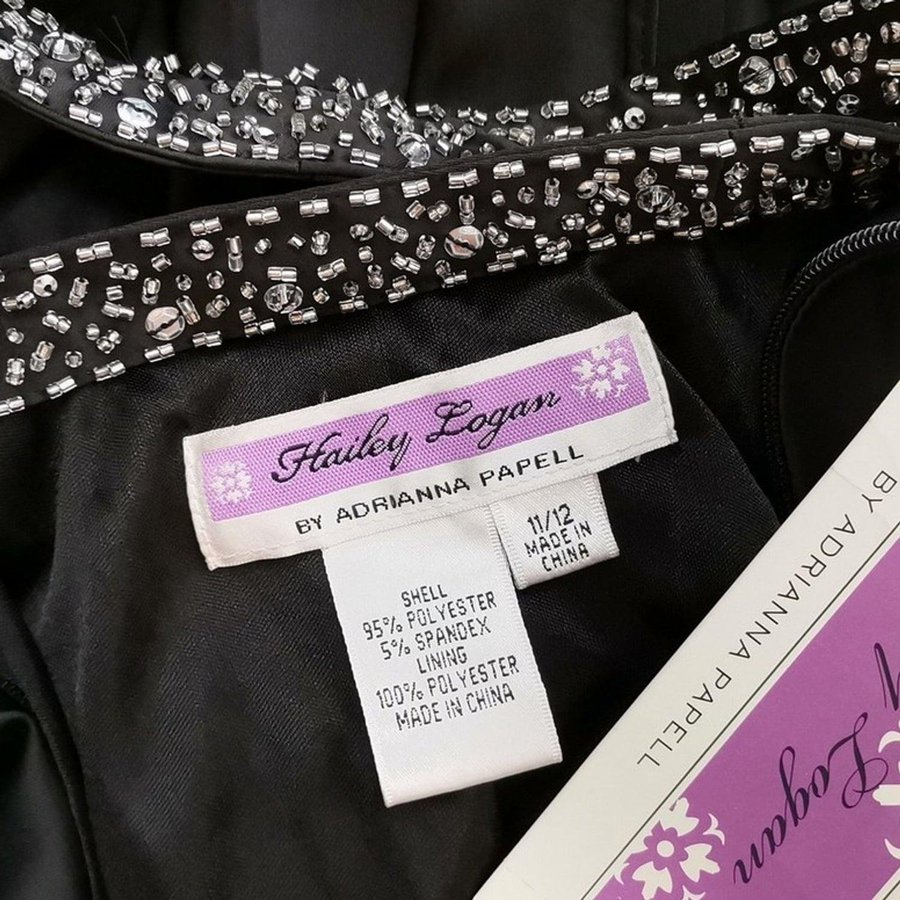 Hailey Logan
BY ADRIANNA PAPELL
11/12
MADE IN
CHINA
SHELL
95% POLYESTER
5% SPANDEX
LINING
100% POLYESTER
MADE IN CHINA
BY ADRIANNA PAPELL
y Logan